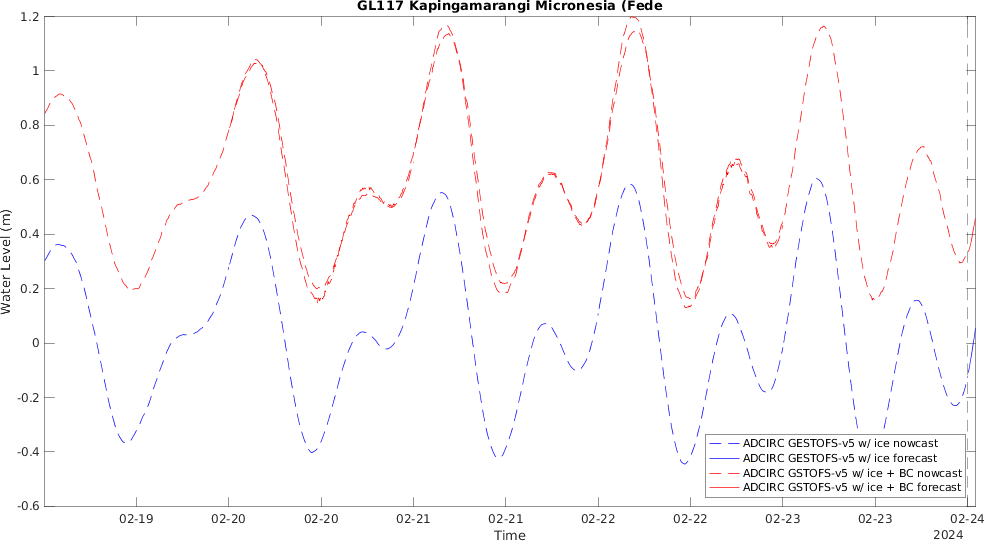 GL117 Kapingamarangi Micronesia (Fede
Water Level (m)
1.2
1
0.8
0.6
0.4
0.2
0
-0.2
-0.4
-0.6
ADCIRC GESTOFS-v5 w/ ice nowcast
ADCIRC GESTOFS-v5 w/ ice forecast
ADCIRC GSTOFS-v5 w/ ice + BC nowcast
ADCIRC GSTOFS-v5 w/ ice + BC forecast
02-19 02-20 02-20 02-21 02-21 02-22 02-22 02-23 02-23 02-24
Time
2024